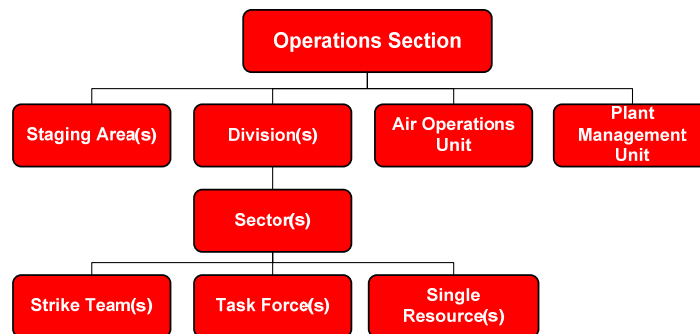 Operations Section
Staging Area(s)
Division(s)
Air Operations
Unit
Plant
Management
Unit
Sector(s)
Strike Team(s)
Task Force(s)
Single
Resource(s)